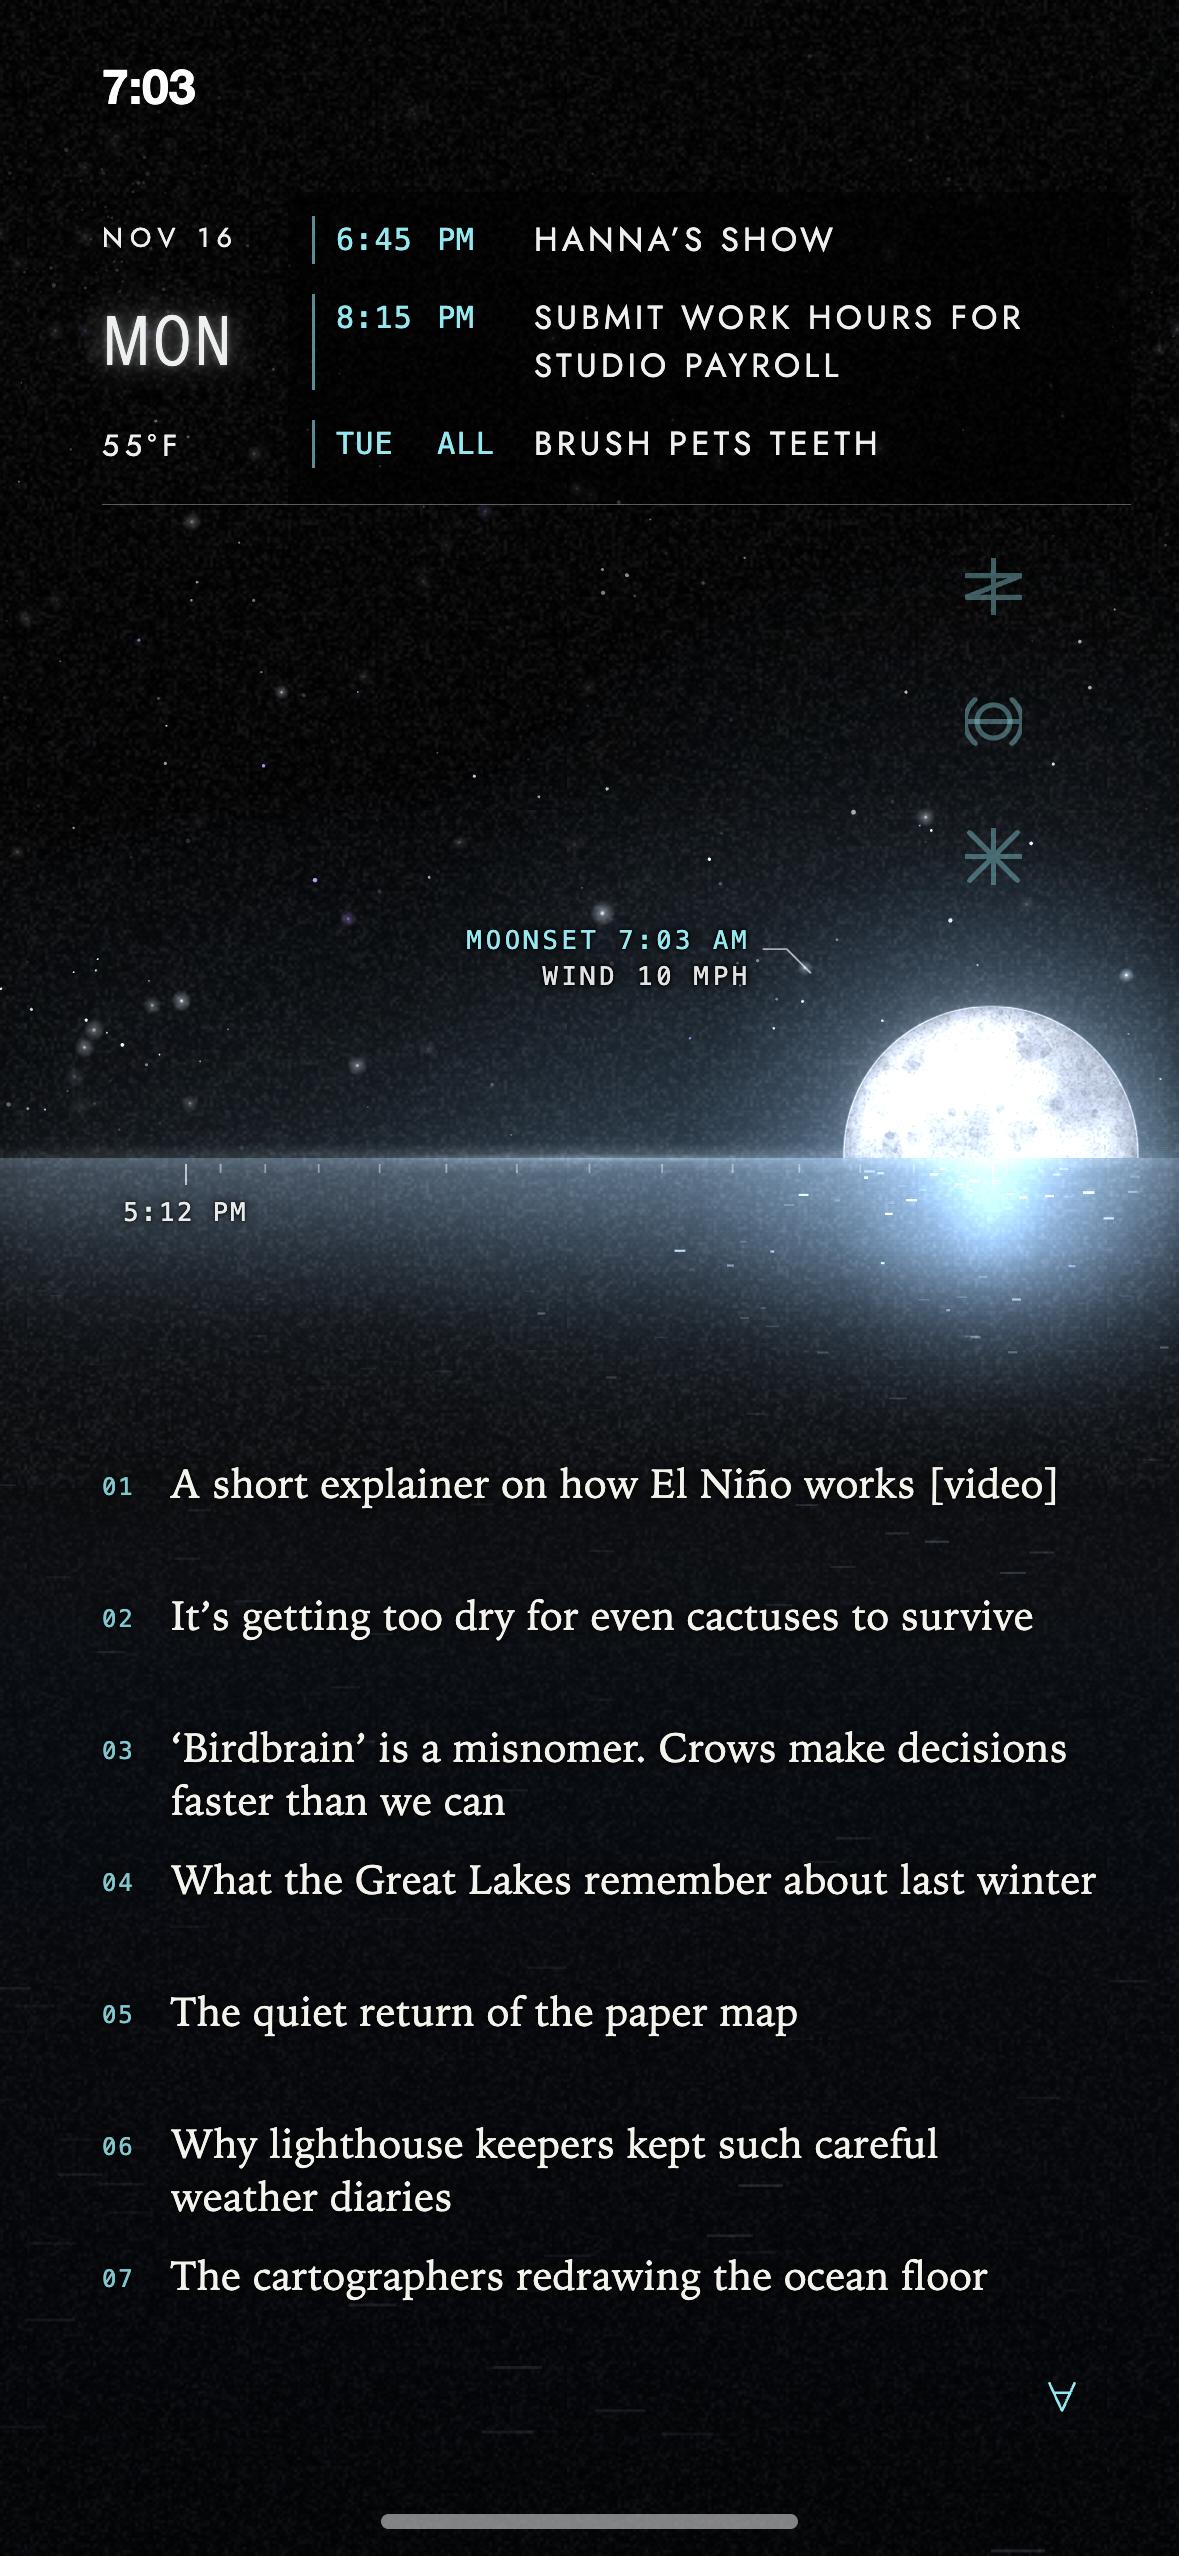 7:03
NOV 16
MON
55°F
6:45 PM HANNA’S SHOW
8:15 PM SUBMIT WORK HOURS FOR
STUDIO PAYROLL
TUE ALL BRUSH PETS TEETH
MOONSET 7:03 AM
WIND 10 MPH
5:12 PM
01 A short explainer on how El Niño works [video]
02 It’s getting too dry for even cactuses to survive
03 ‘Birdbrain’ is a misnomer. Crows make decisions
faster than we can
04 What the Great Lakes remember about last winter
05 The quiet return of the paper map
06 Why lighthouse keepers kept such careful
weather diaries
07 The cartographers redrawing the ocean floor